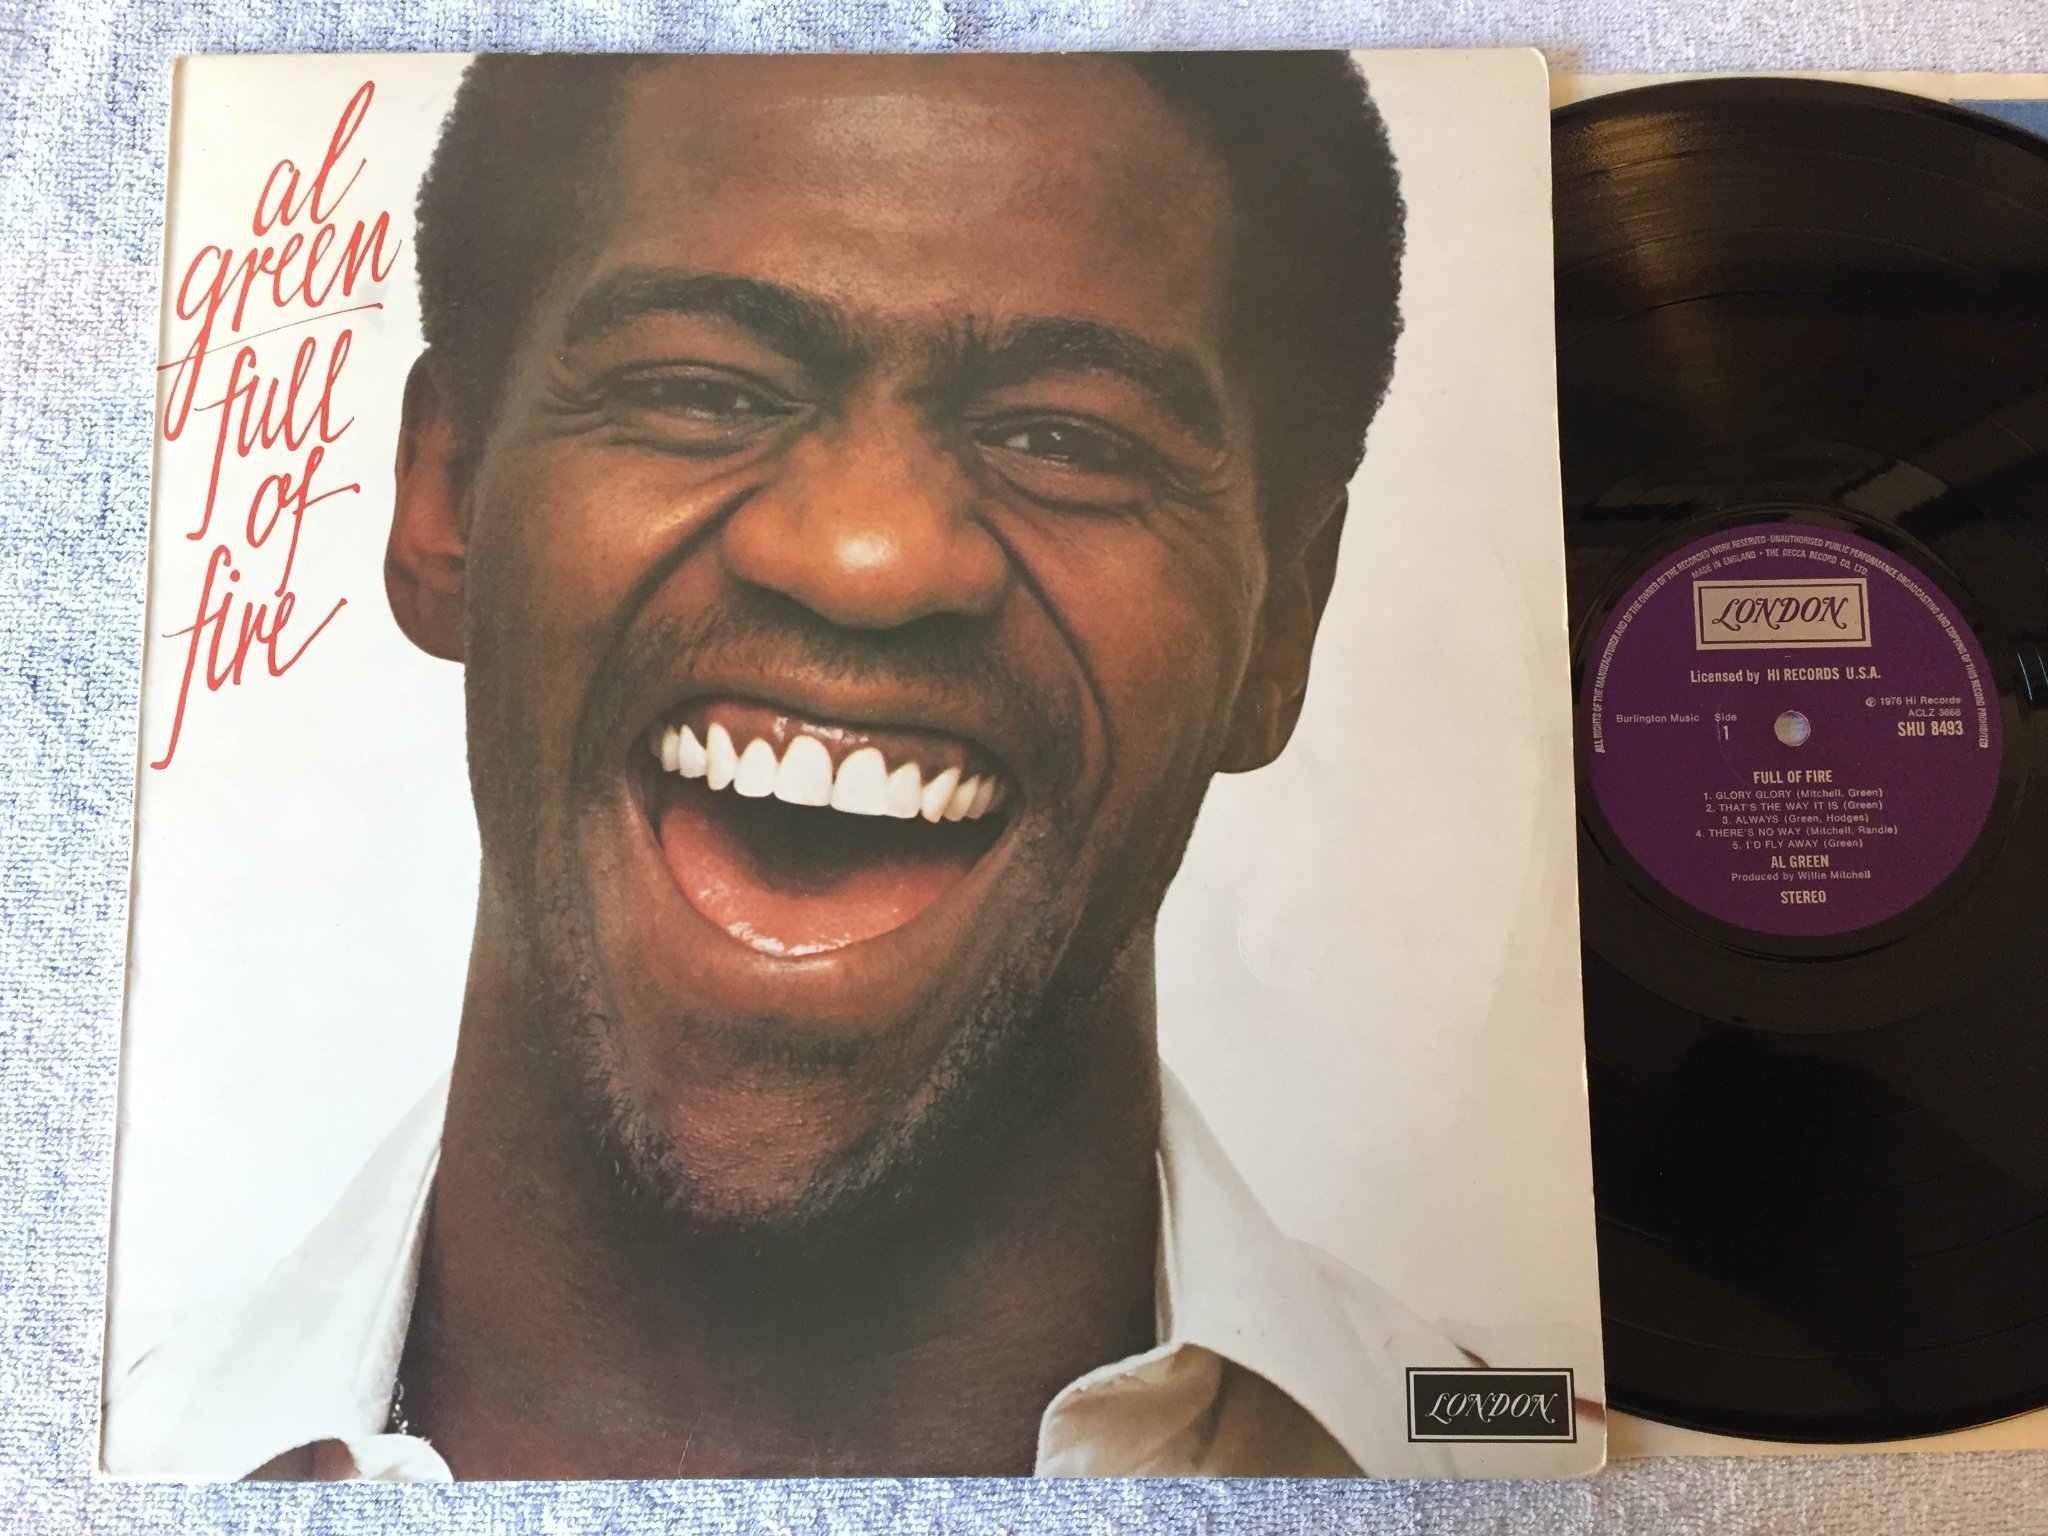 al
green
full
of
fire
LONDON
ALL RIGHTS OF THE MANUFACTURER AND OF THE OWNER OF THE RECORDED WORK RESERVED · UNAUTHORISED PUBLIC PERFORMANCE BROADCASTING AND COPYING OF THIS RECORD PROHIBITED
MADE IN ENGLAND • THE DECCA RECORD CO. LTD.
LONDON
Licensed by HI RECORDS U.S.A.
Ⓟ 1976 Hi Records
ACLZ 3668
Burlington Music Side
1
SHU 8493
FULL OF FIRE
1. GLORY GLORY (Mitchell, Green)
2. THAT'S THE WAY IT IS (Green)
3. ALWAYS (Green, Hodges)
4. THERE'S NO WAY (Mitchell, Randle)
5. I'D FLY AWAY (Green)
AL GREEN
Produced by Willie Mitchell
STEREO